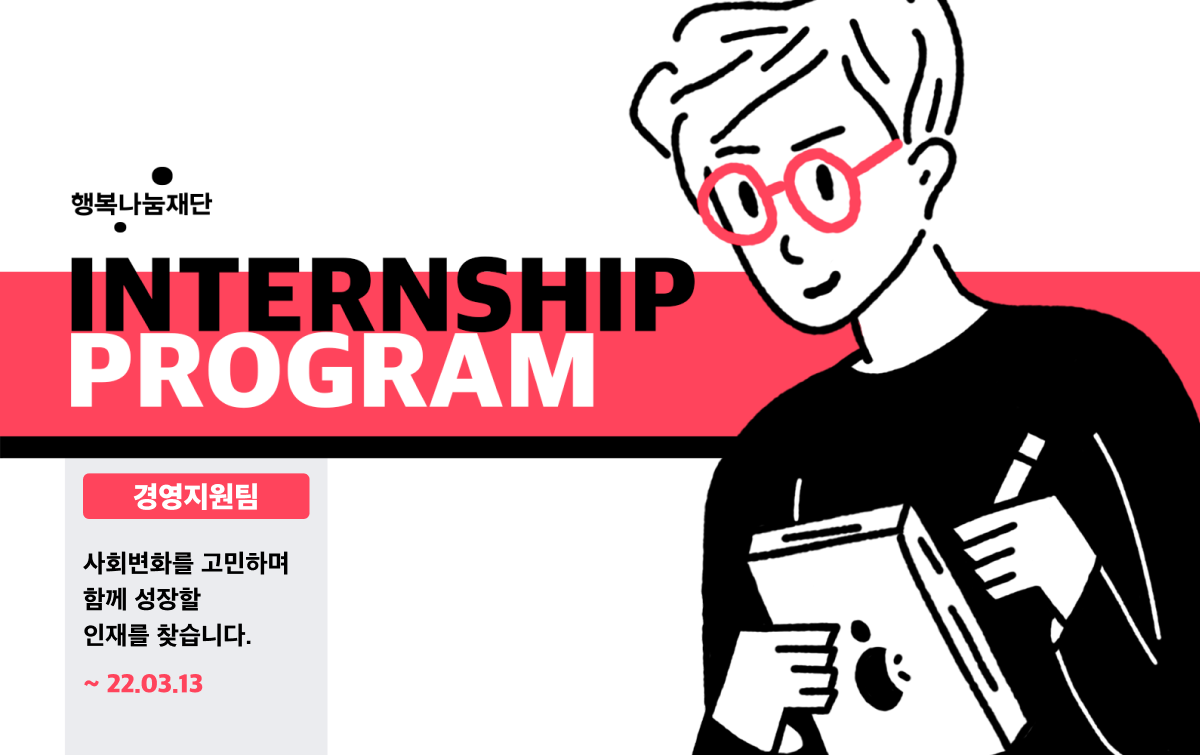 행복나눔재단
INTERNSHIP
PROGRAM
경영지원팀
사회변화를 고민하며
함께 성장할
인재를 찾습니다.
~ 22.03.13